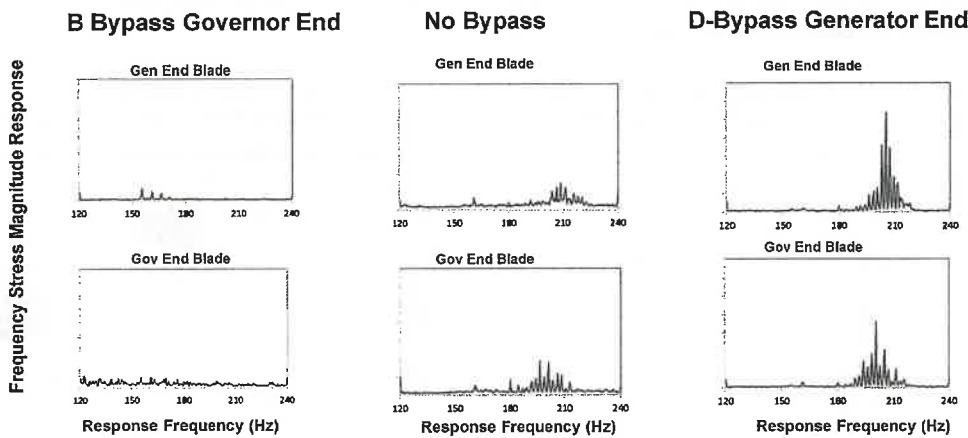 B Bypass Governor End
No Bypass
D-Bypass Generator End
Frequency Stress Magnitude Response
Gen End Blade
120 150 180 210 240
Gen End Blade
120 150 180 210 240
Gen End Blade
120 150 180 210 240
Gov End Blade
120 150 180 210 240
Gov End Blade
120 150 180 210 240
Gov End Blade
120 150 180 210 240
Response Frequency (Hz)
Response Frequency (Hz)
Response Frequency (Hz)